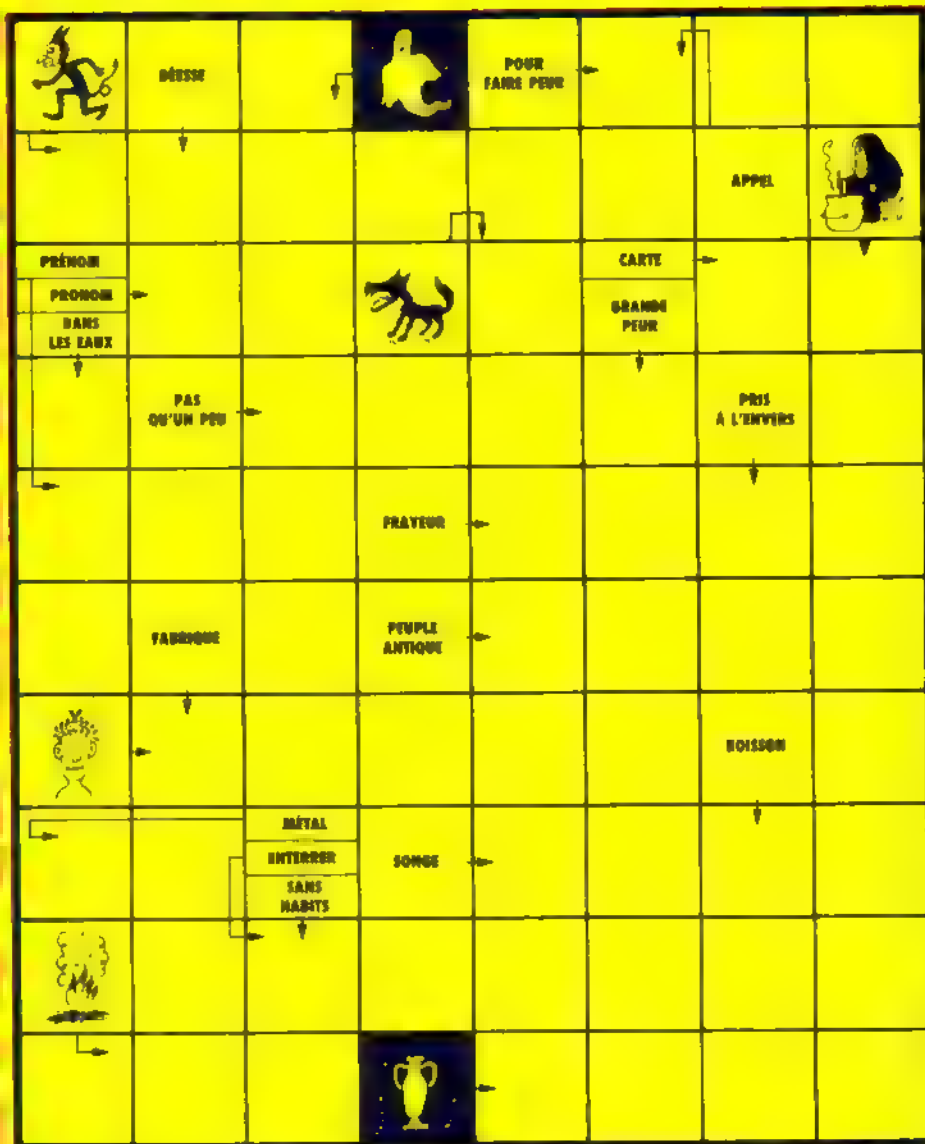 DÉESSE
POUR
FAIRE PEUR
APPEL
PRÉNOM
PRONOM
DANS
LES EAUX
CARTE
GRANDE
PEUR
PAS
QU'UN PEU
PRIS
A L'ENVERS
FRAYEUR
FABRIQUE
PEUPLE
ANTIQUE
BOISSON
MÉTAL
ENTERRER
SANS
HABITS
SONGE